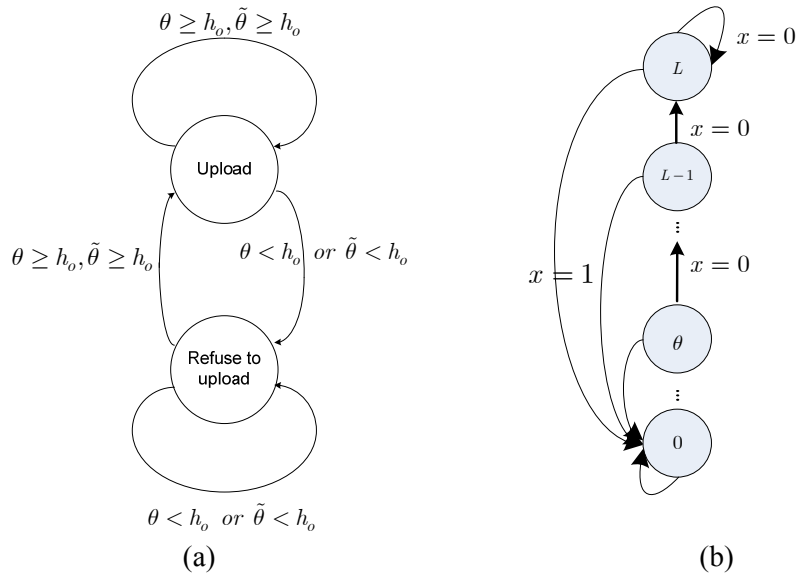 θ ≥ h_o, θ̃ ≥ h_o
Upload
θ ≥ h_o, θ̃ ≥ h_o
θ < h_o or θ̃ < h_o
Refuse to
upload
θ < h_o or θ̃ < h_o
(a)
x = 0
L
x = 0
L−1
...
x = 0
x = 1
θ
...
0
(b)